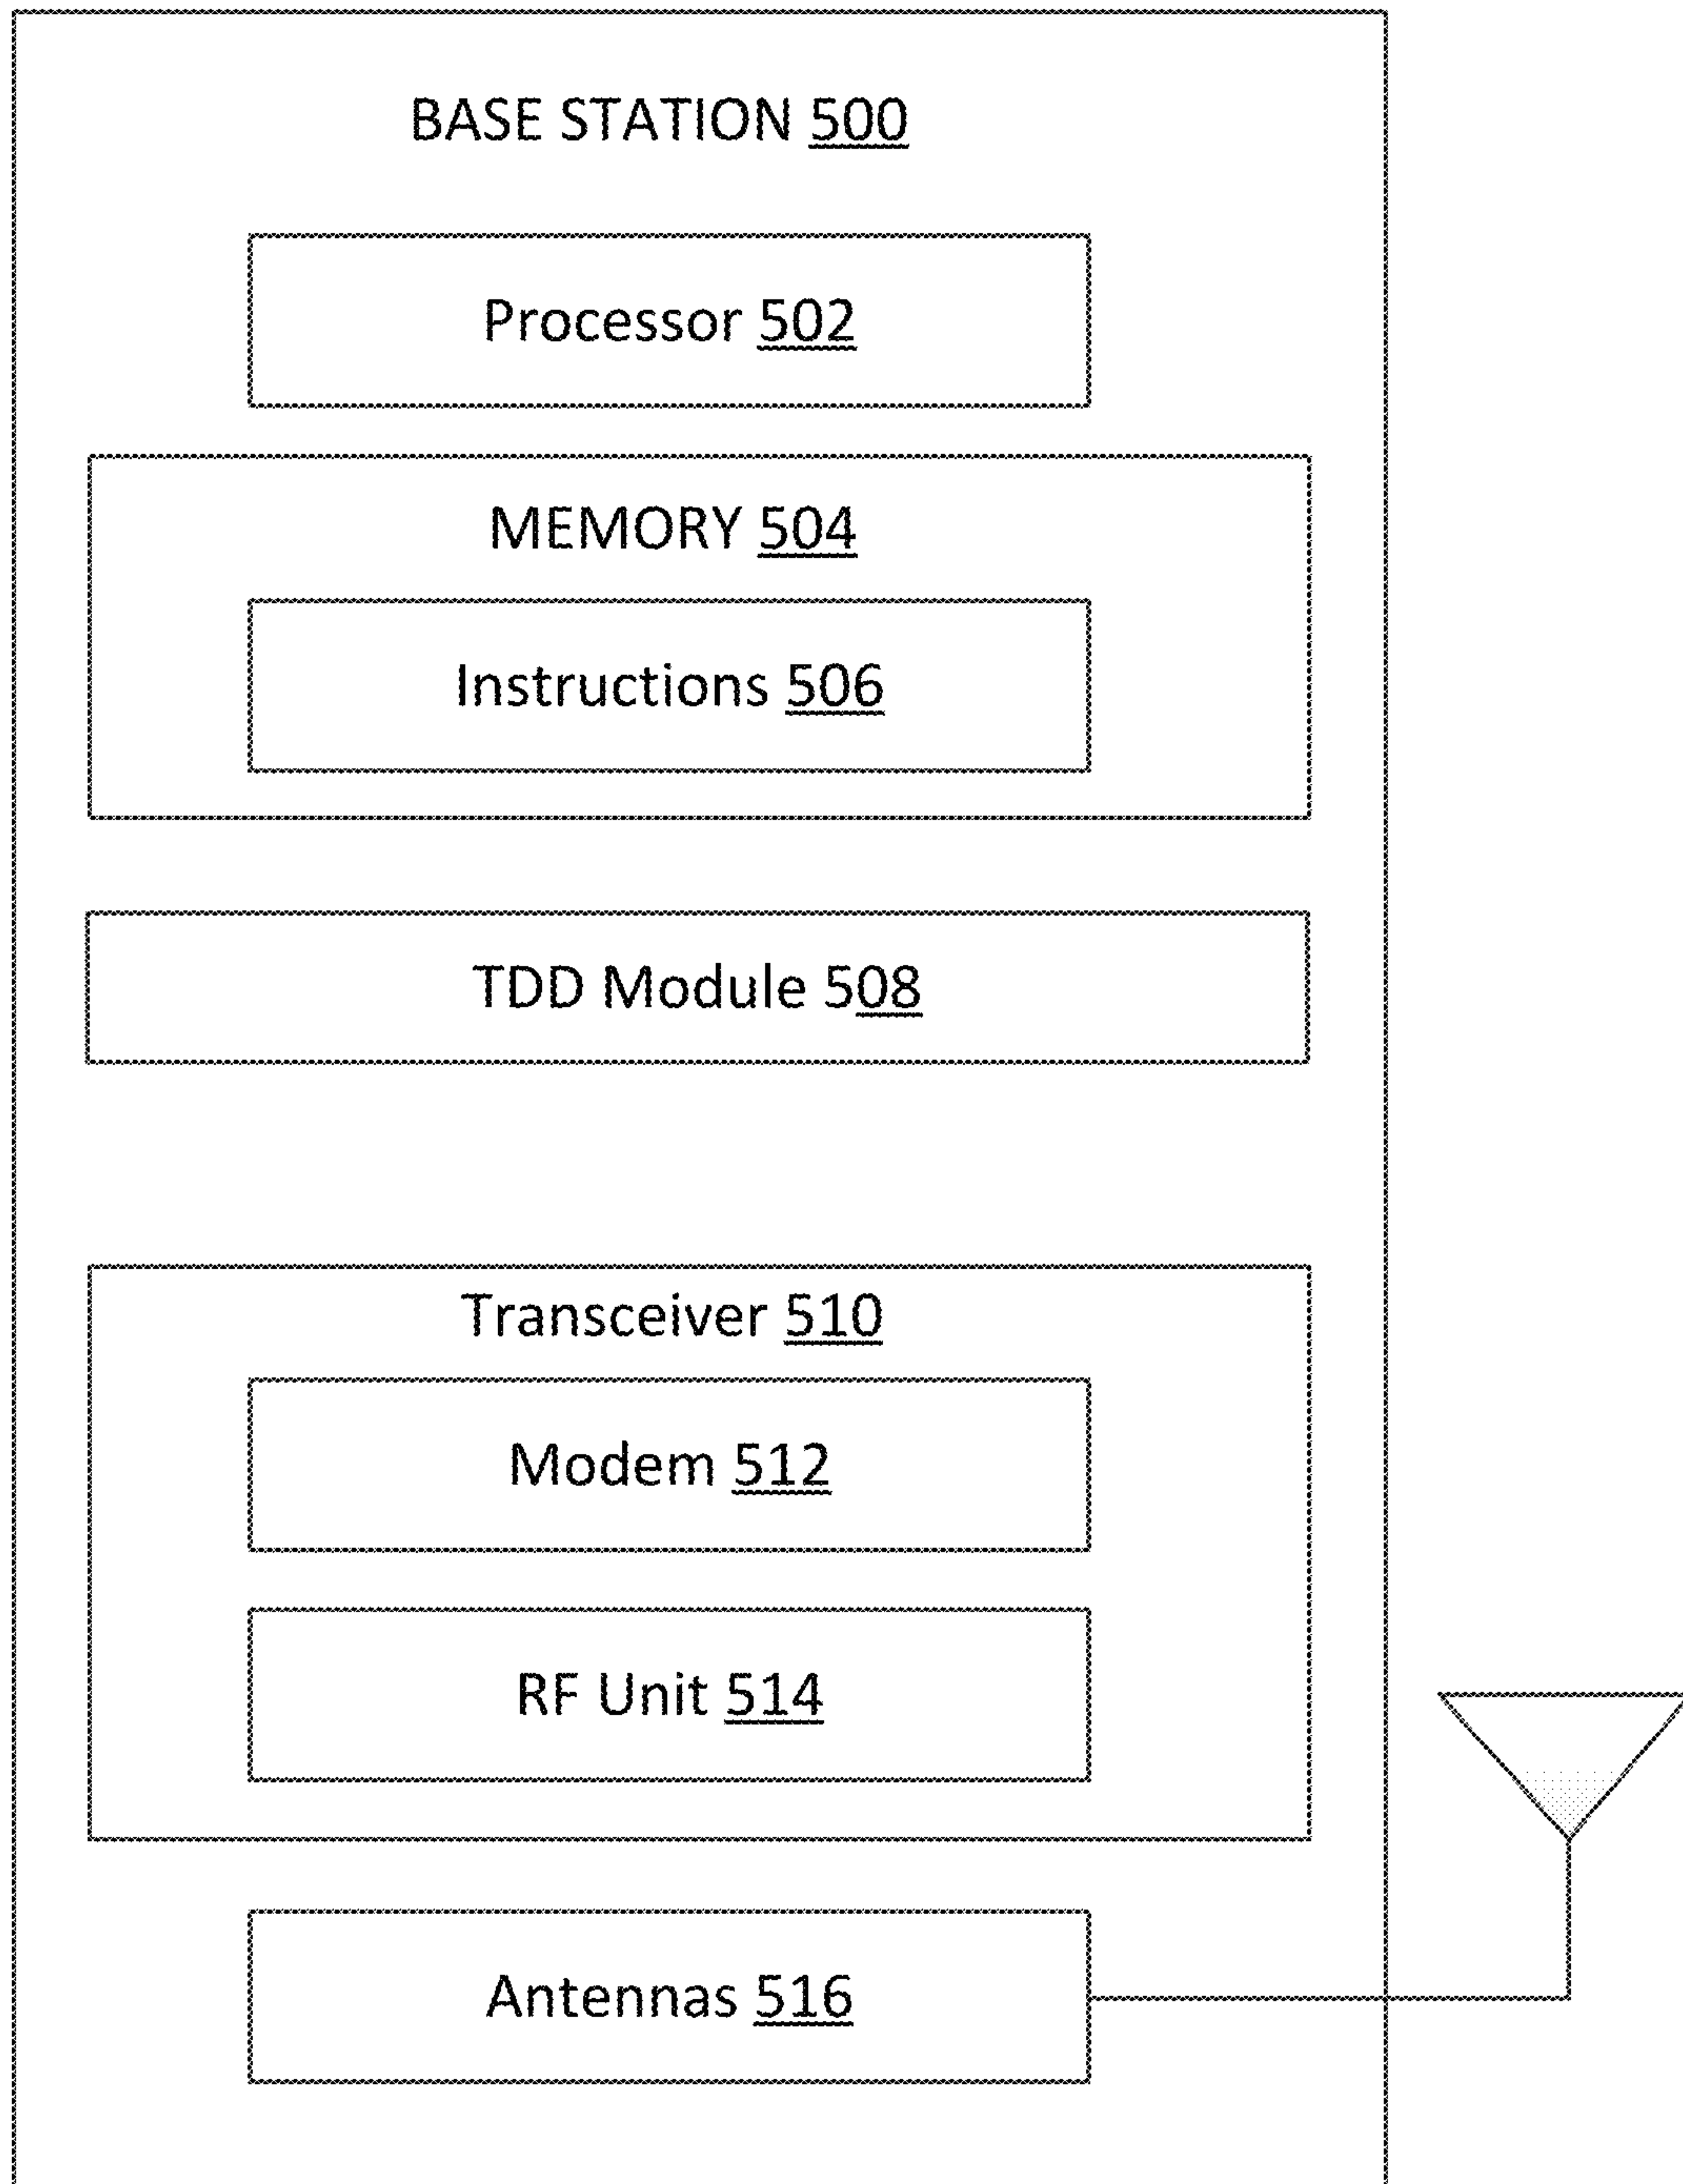 BASE STATION 500
Processor 502
MEMORY 504
Instructions 506
TDD Module 508
Transceiver 510
Modem 512
RF Unit 514
Antennas 516